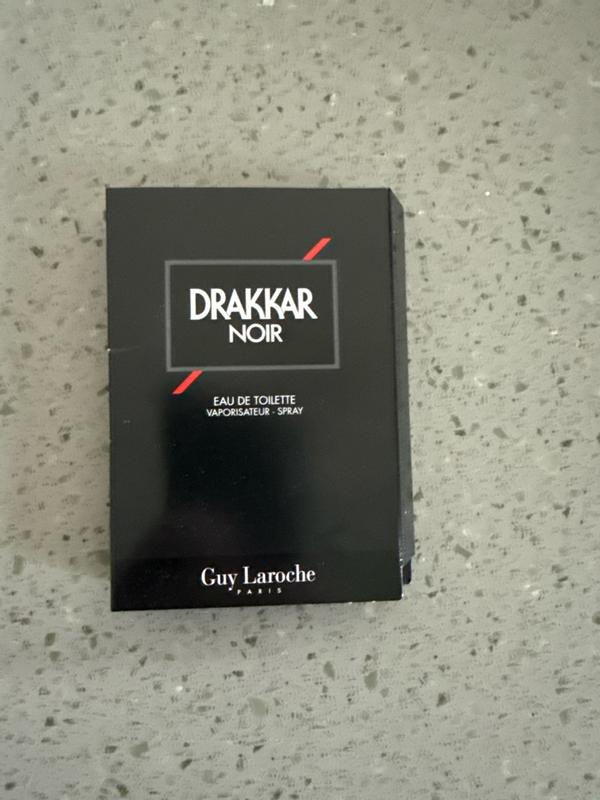 DRAKKAR
NOIR
EAU DE TOILETTE
VAPORISATEUR - SPRAY
Guy Laroche
PARIS